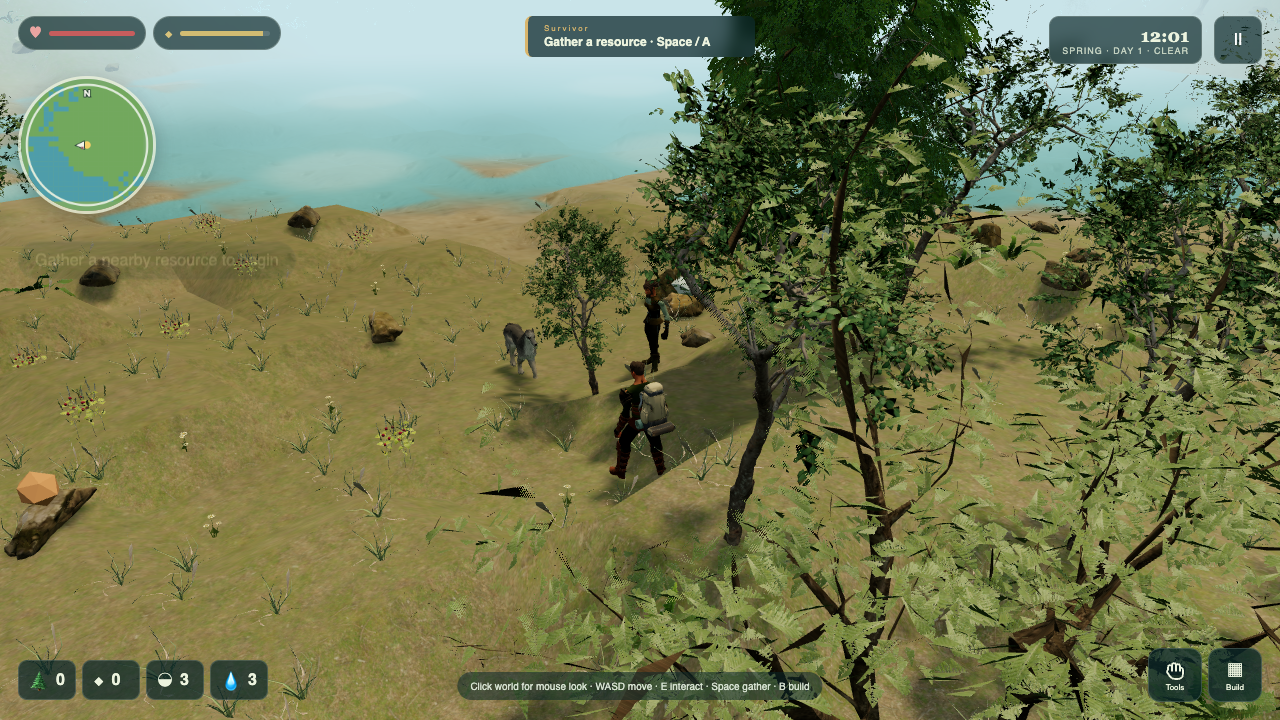 Survivor
Gather a resource · Space / A
12:01
SPRING · DAY 1 · CLEAR
N
Gather a nearby resource to begin
0
0
3
3
Click world for mouse look · WASD move · E interact · Space gather · B build
Tools
Build